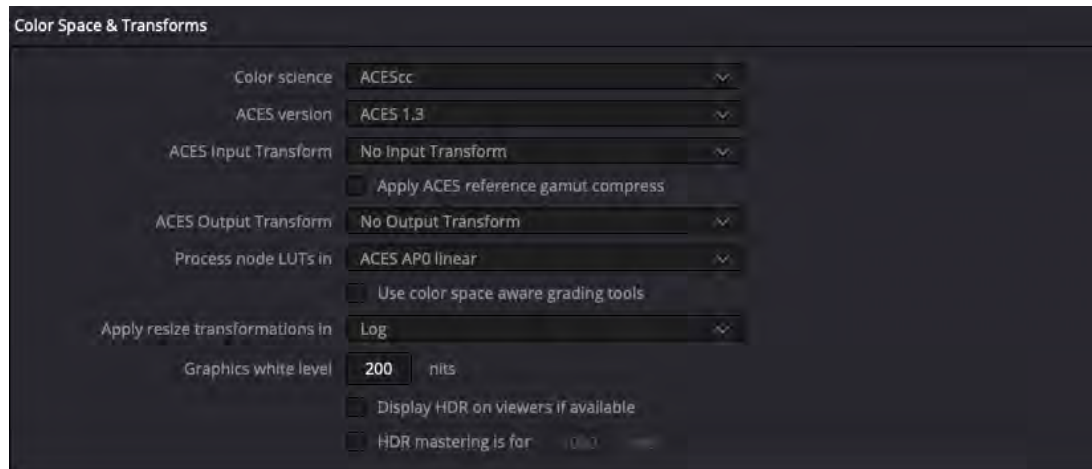 Color Space & Transforms
Color science ACEScc
ACES version ACES 1.3
ACES Input Transform No Input Transform
Apply ACES reference gamut compress
ACES Output Transform No Output Transform
Process node LUTs in ACES AP0 linear
Use color space aware grading tools
Apply resize transformations in Log
Graphics white level 200 nits
Display HDR on viewers if available
HDR mastering is for